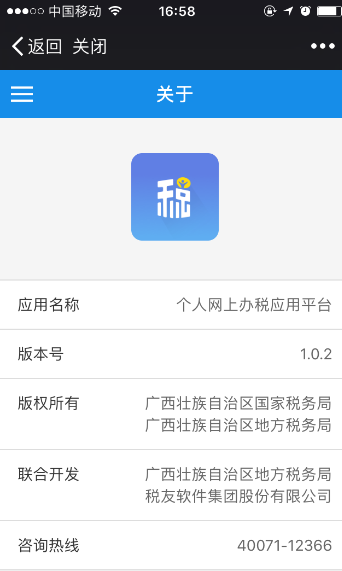 中国移动 16:58
返回 关闭
关于
税
应用名称 个人网上办税应用平台
版本号 1.0.2
版权所有 广西壮族自治区国家税务局
广西壮族自治区地方税务局
联合开发 广西壮族自治区地方税务局
税友软件集团股份有限公司
咨询热线 40071-12366